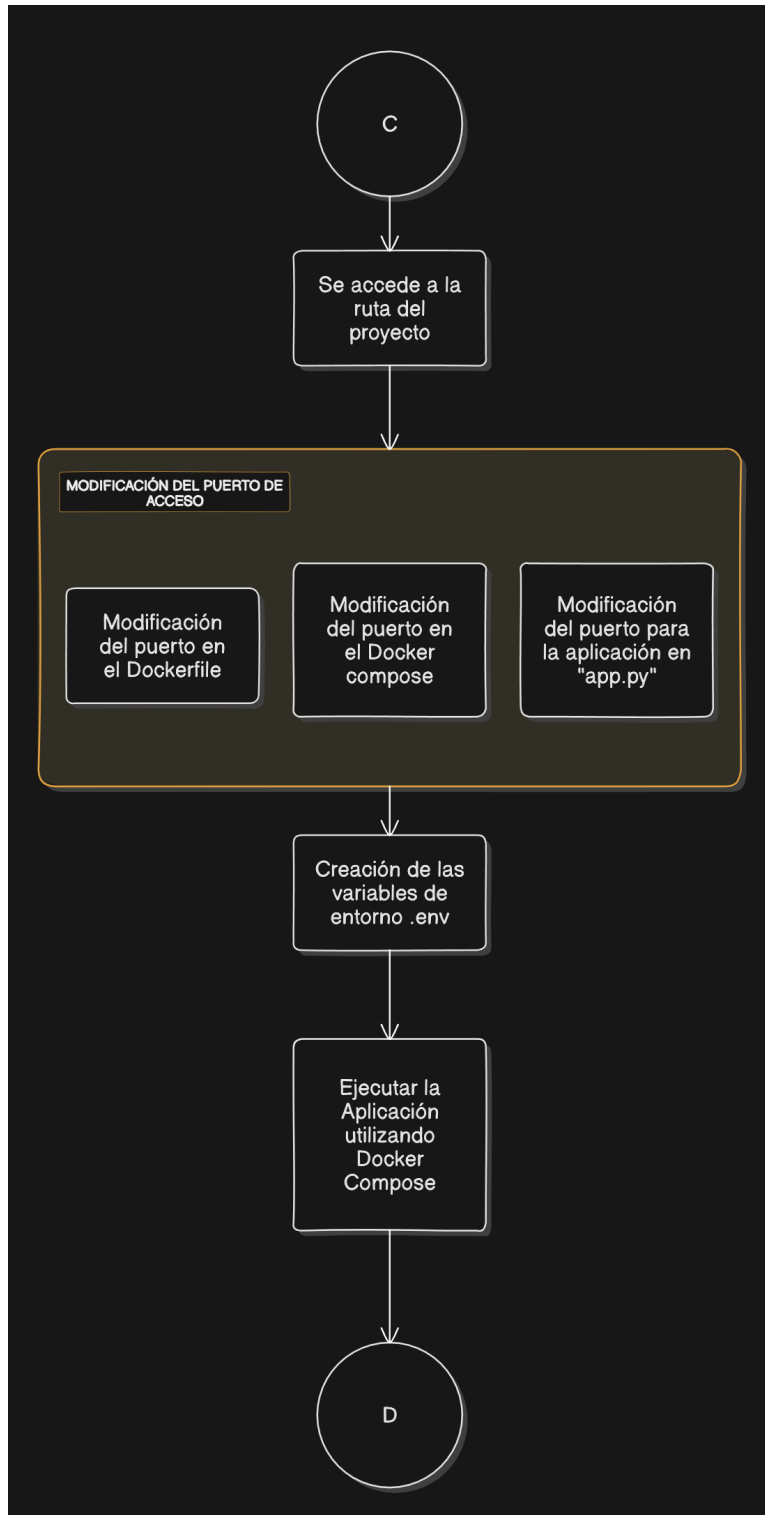 C
Se accede a la
ruta del
proyecto
MODIFICACIÓN DEL PUERTO DE
ACCESO
Modificación
del puerto en
el Dockerfile
Modificación
del puerto en
el Docker
compose
Modificación
del puerto para
la aplicación en
"app.py"
Creación de las
variables de
entorno .env
Ejecutar la
Aplicación
utilizando
Docker
Compose
D